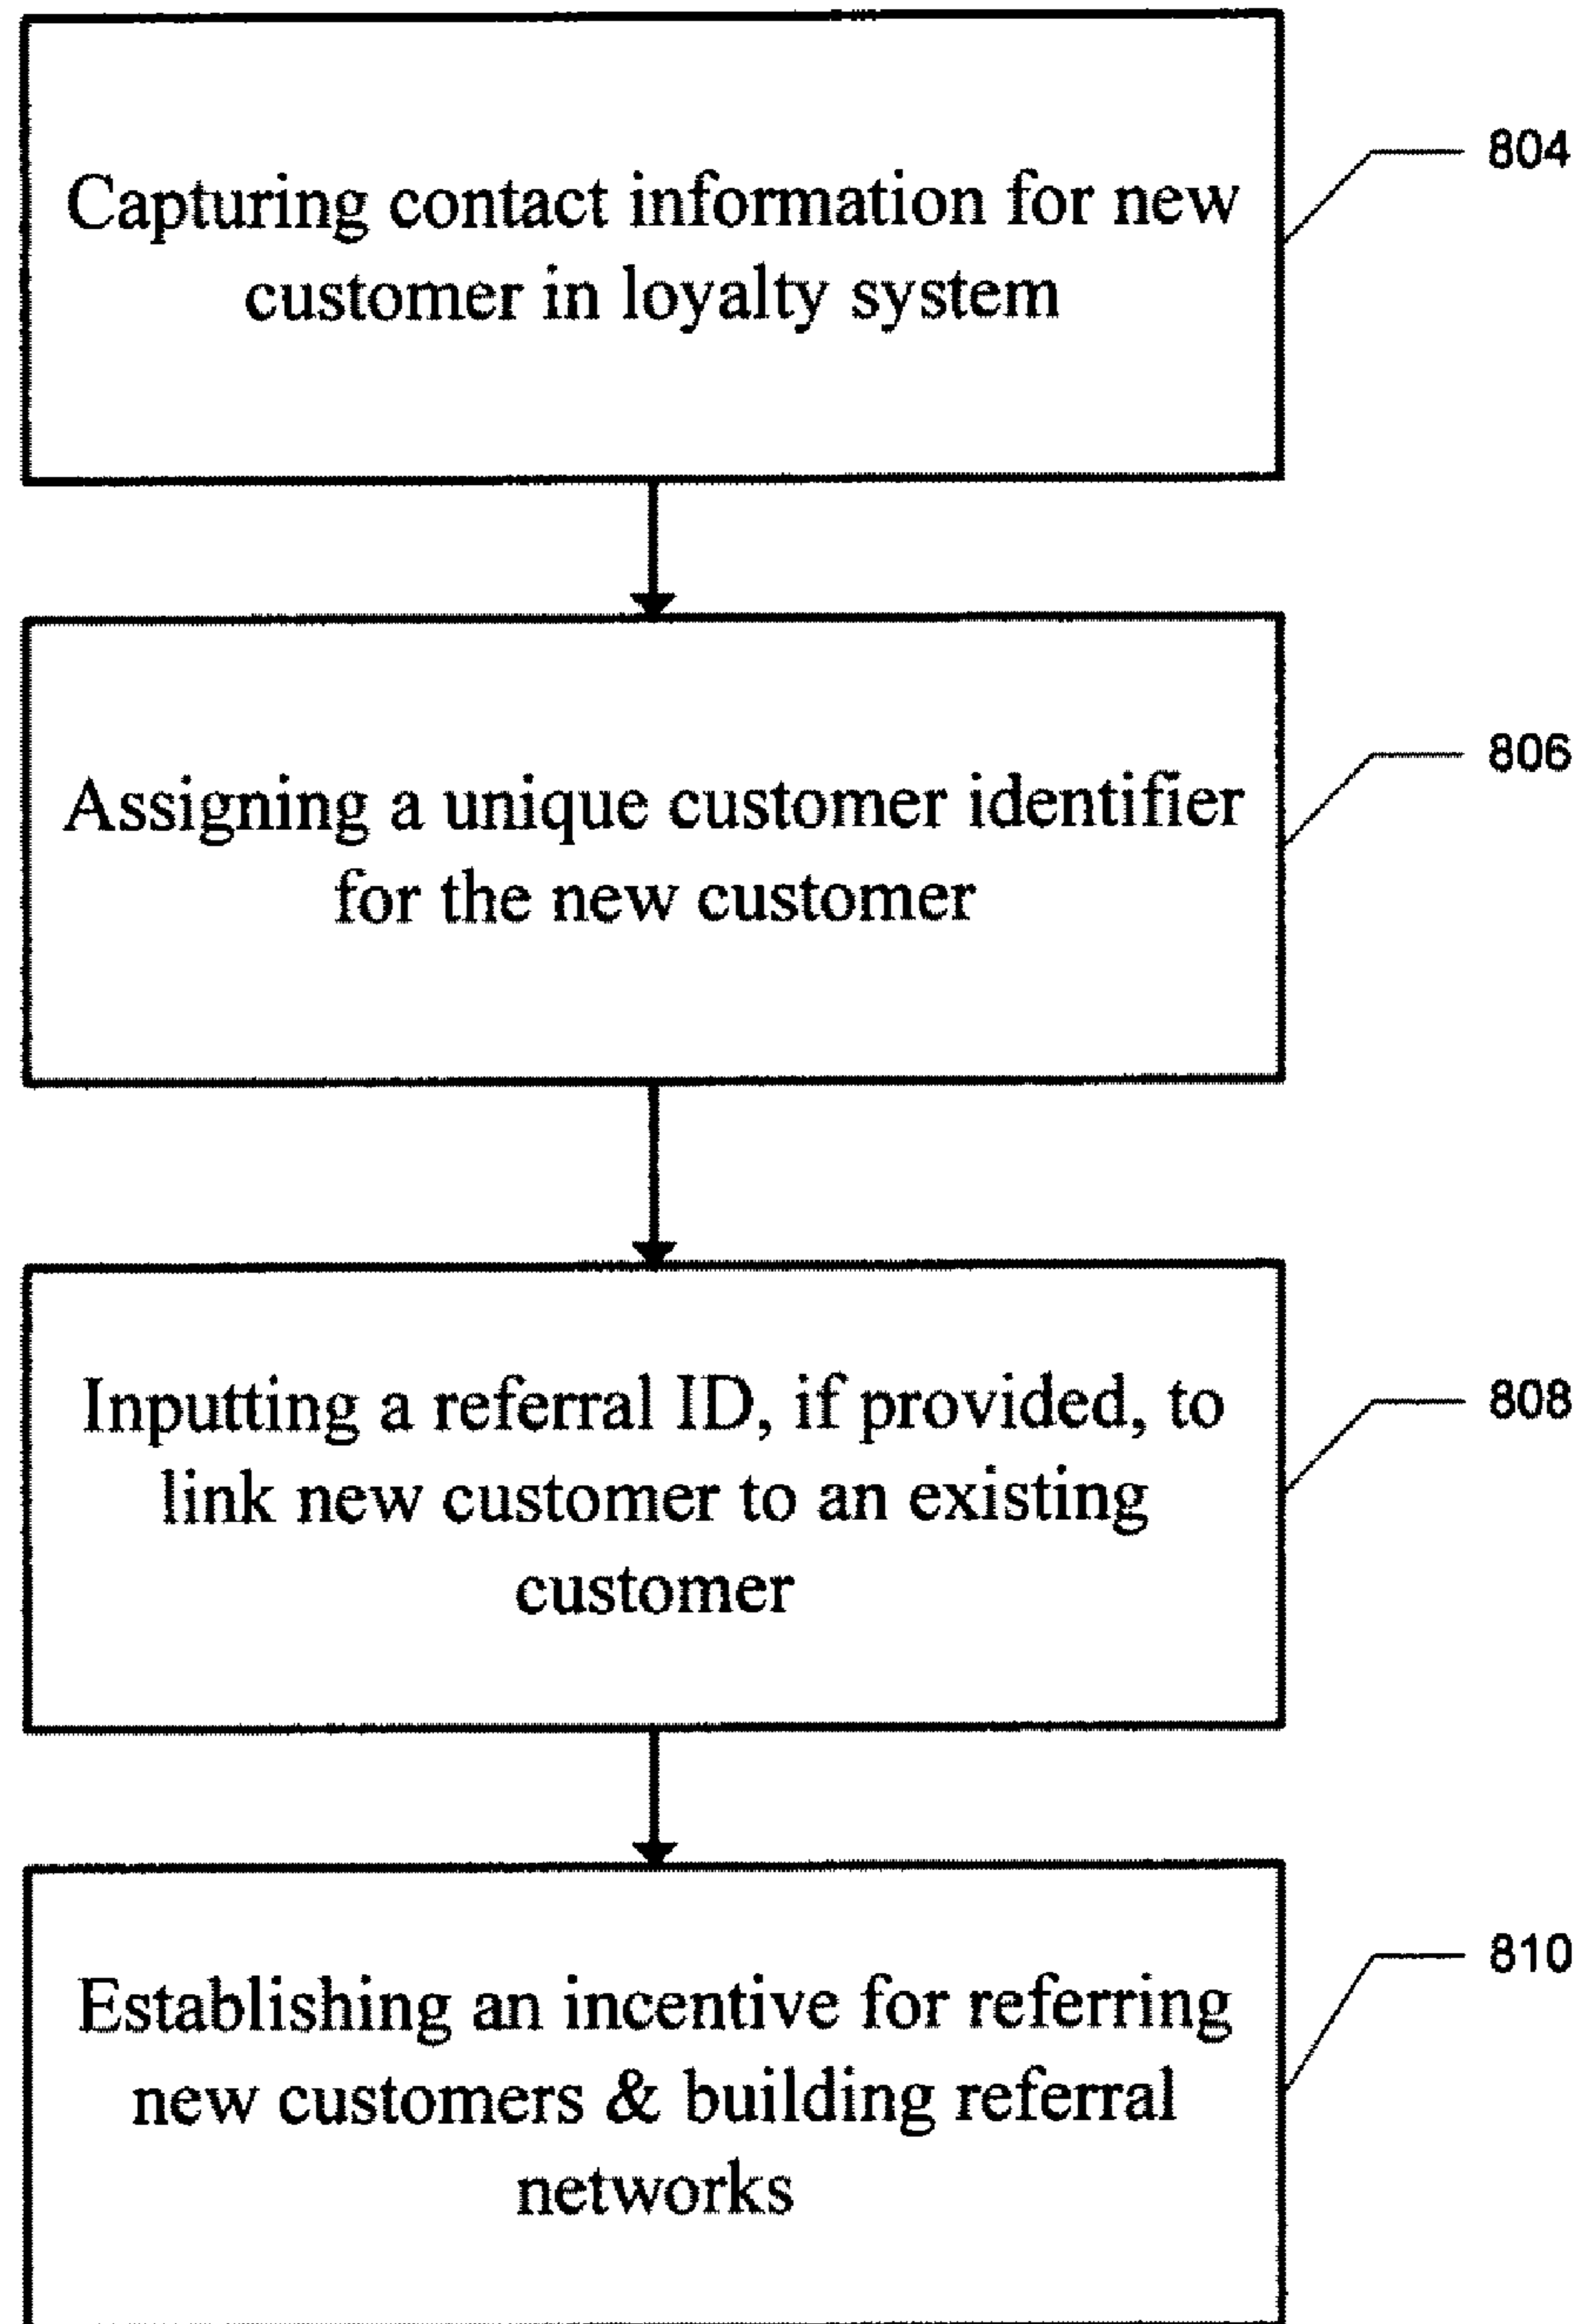 Capturing contact information for new
customer in loyalty system
804
Assigning a unique customer identifier
for the new customer
806
Inputting a referral ID, if provided, to
link new customer to an existing
customer
808
Establishing an incentive for referring
new customers & building referral
networks
810